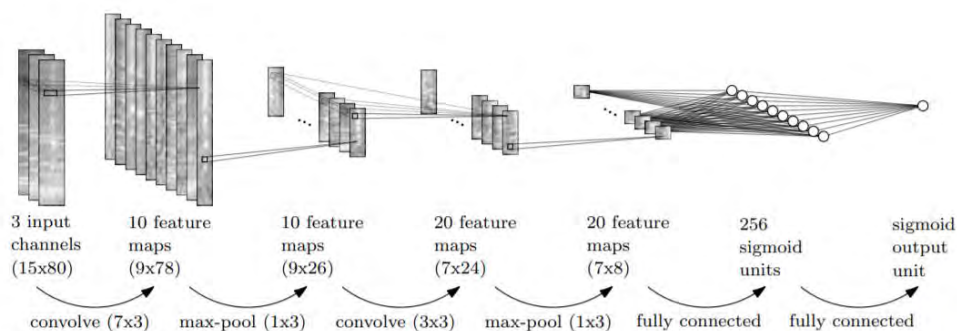 3 input
channels
(15x80)
10 feature
maps
(9x78)
10 feature
maps
(9x26)
20 feature
maps
(7x24)
20 feature
maps
(7x8)
256
sigmoid
units
sigmoid
output
unit
convolve (7x3)
max-pool (1x3)
convolve (3x3)
max-pool (1x3)
fully connected
fully connected